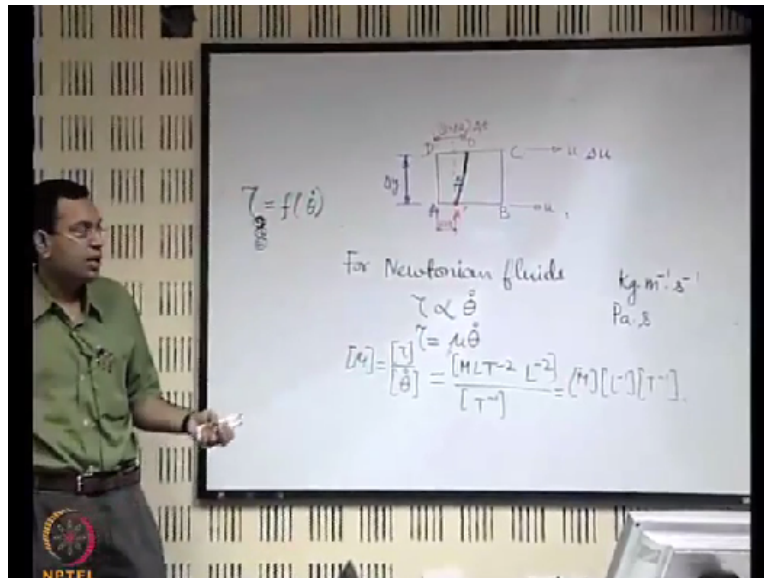 D
C → u + Δu
Δy
A
B → u
τ = f(θ̇)
For Newtonian fluids
τ ∝ θ̇
τ = μθ̇
[μ] = [τ]/[θ̇] = [MLT⁻² L⁻²]/[T⁻¹] = [M][L⁻¹][T⁻¹].
Kg.m⁻¹.s⁻¹
Pa.s
NPTEL